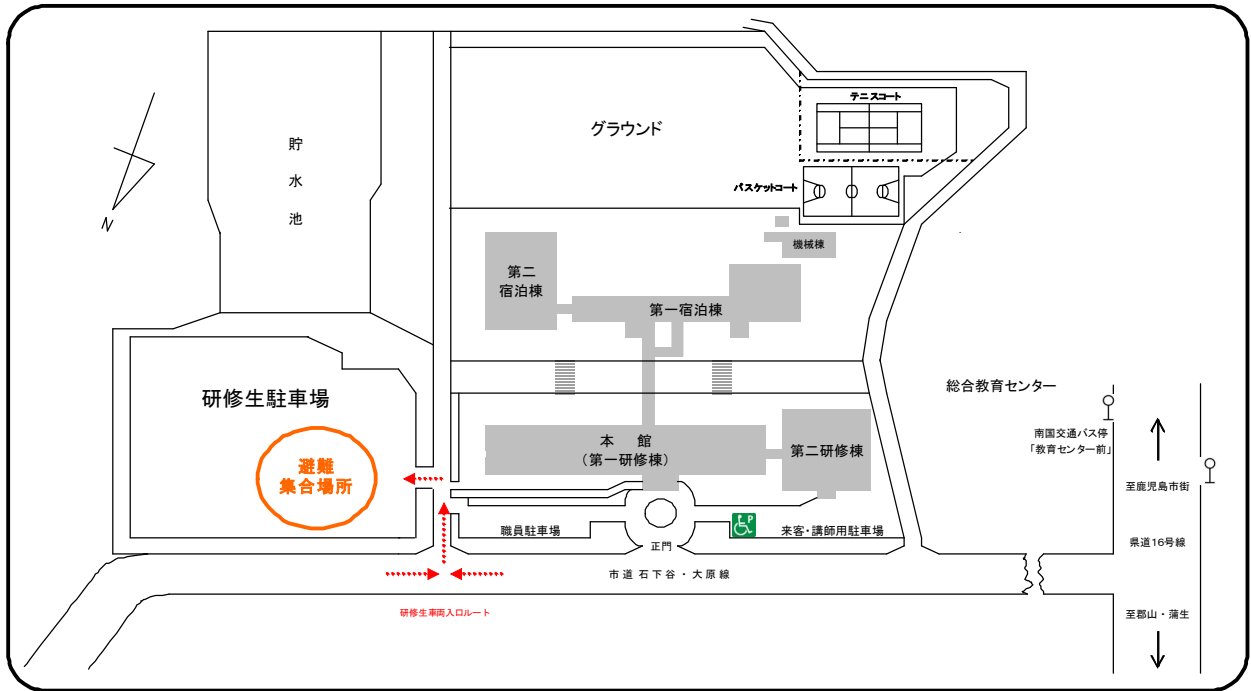 テニスコート
グラウンド
貯
水
池
バスケットコート
N
機械棟
第二
宿泊棟
第一宿泊棟
総合教育センター
研修生駐車場
南国交通バス停
「教育センター前」
本　館
（第一研修棟）
第二研修棟
避難
集合場所
至鹿児島市街
P
職員駐車場
来客・講師用駐車場
正門
県道16号線
市道 石下谷・大原線
研修生車両入口ルート
至郡山・蒲生